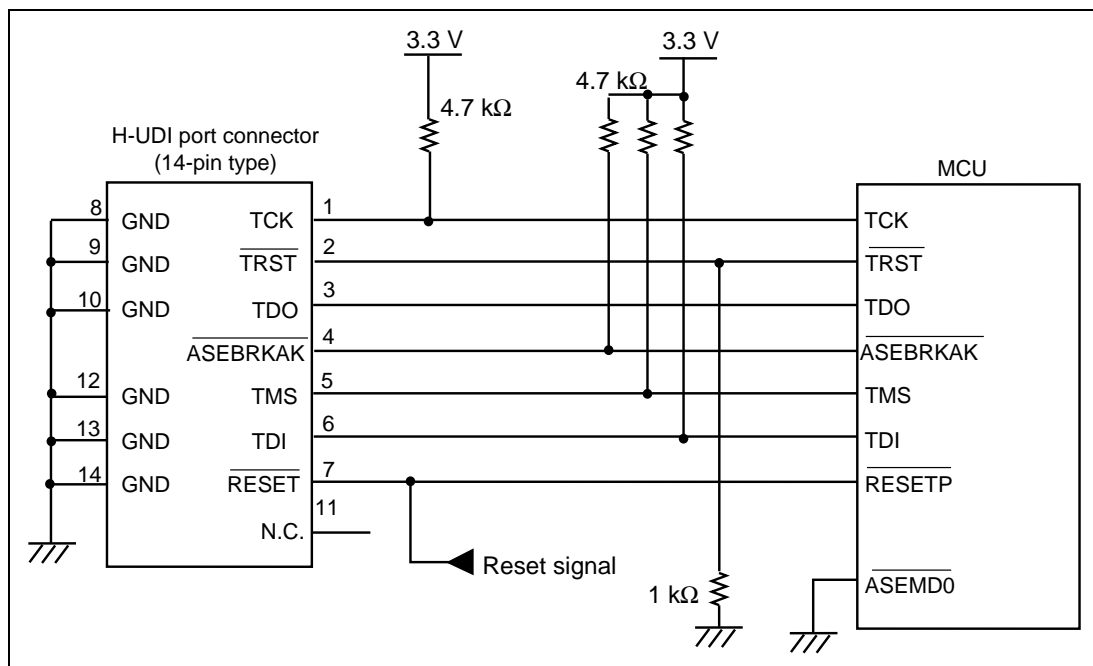 3.3 V 3.3 V
4.7 kΩ
4.7 kΩ
H-UDI port connector
(14-pin type)
MCU
8 GND TCK 1 TCK
9 GND TRST 2 TRST
10 GND TDO 3 TDO
ASEBRKAK 4 ASEBRKAK
12 GND TMS 5 TMS
13 GND TDI 6 TDI
14 GND RESET 7 RESETP
N.C. 11
Reset signal
1 kΩ
ASEMD0